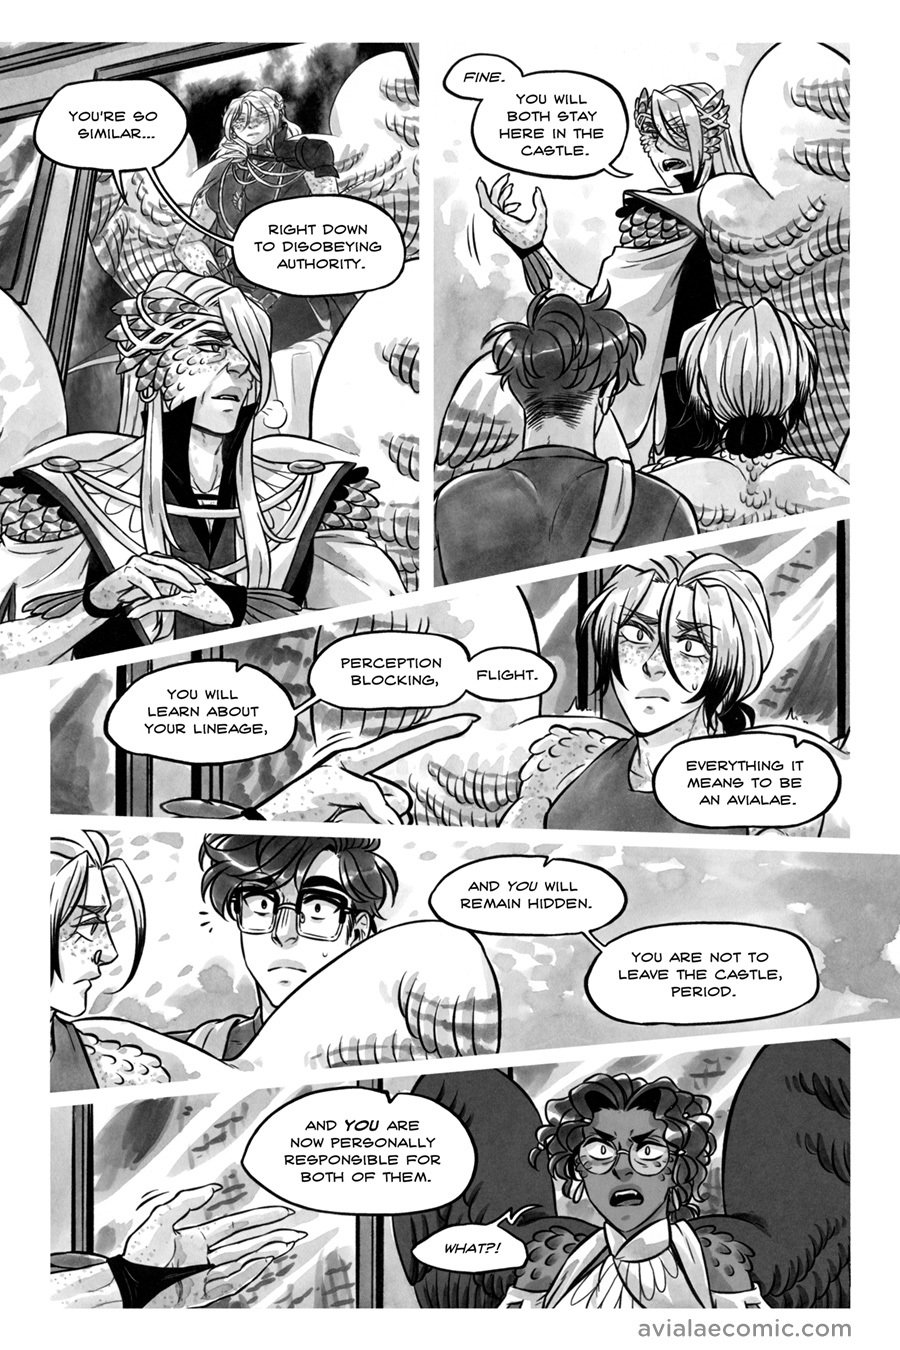 YOU'RE SO
SIMILAR...
RIGHT DOWN
TO DISOBEYING
AUTHORITY.
FINE.
YOU WILL
BOTH STAY
HERE IN THE
CASTLE.
YOU WILL
LEARN ABOUT
YOUR LINEAGE,
PERCEPTION
BLOCKING,
FLIGHT.
EVERYTHING IT
MEANS TO BE
AN AVIALAE.
AND YOU WILL
REMAIN HIDDEN.
YOU ARE NOT TO
LEAVE THE CASTLE,
PERIOD.
AND YOU ARE
NOW PERSONALLY
RESPONSIBLE FOR
BOTH OF THEM.
WHAT?!
avialaecomic.com